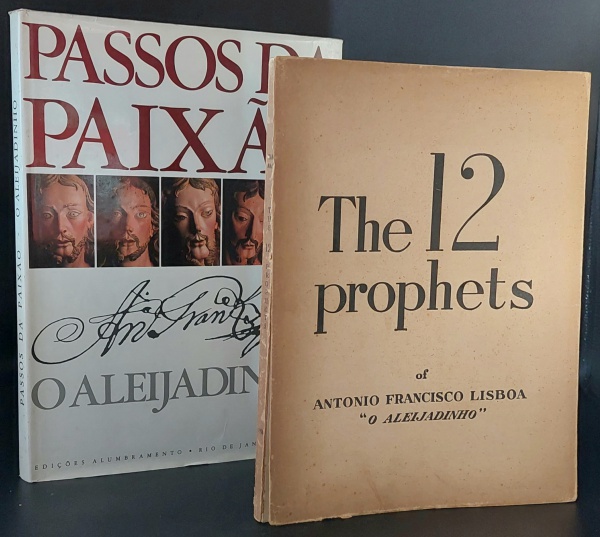 PASSOS DA
PAIXÃ
O ALEIJADIN
EDIÇÕES ALUMBRAMENTO • RIO DE JAN
PASSOS DA PAIXÃO O ALEIJADINHO
The 12
prophets
of
ANTONIO FRANCISCO LISBOA
"O ALEIJADINHO"